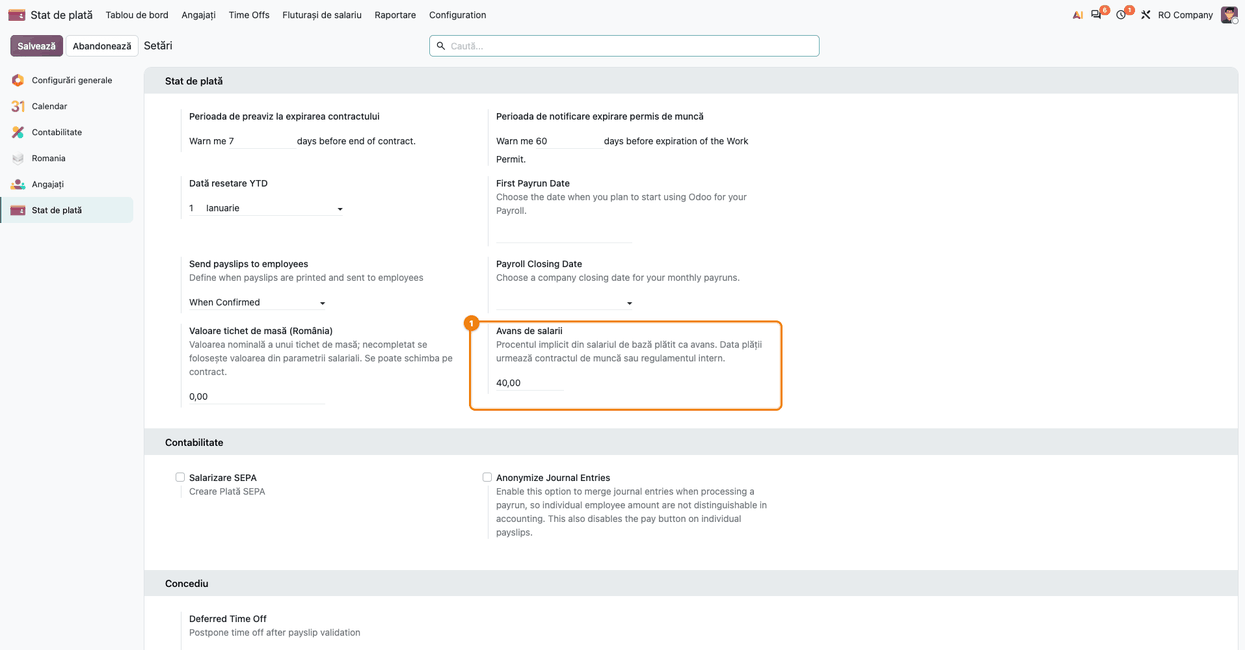 Stat de plată Tablou de bord Angajați Time Offs Fluturași de salariu Raportare Configuration AI 6 1 RO Company
Salvează Abandonează Setări Caută...
Configurări generale
31 Calendar
Contabilitate
Romania
Angajați
Stat de plată
Stat de plată
Perioada de preaviz la expirarea contractului
Warn me 7 days before end of contract.
Perioada de notificare expirare permis de muncă
Warn me 60 days before expiration of the Work
Permit.
Dată resetare YTD
1 Ianuarie
First Payrun Date
Choose the date when you plan to start using Odoo for your
Payroll.
Send payslips to employees
Define when payslips are printed and sent to employees
When Confirmed
Payroll Closing Date
Choose a company closing date for your monthly payruns.
Valoare tichet de masă (România)
Valoarea nominală a unui tichet de masă; necompletat se
folosește valoarea din parametrii salariali. Se poate schimba pe
contract.
0,00
1
Avans de salarii
Procentul implicit din salariul de bază plătit ca avans. Data plății
urmează contractul de muncă sau regulamentul intern.
40,00
Contabilitate
Salarizare SEPA
Creare Plată SEPA
Anonymize Journal Entries
Enable this option to merge journal entries when processing a
payrun, so individual employee amount are not distinguishable in
accounting. This also disables the pay button on individual
payslips.
Concediu
Deferred Time Off
Postpone time off after payslip validation